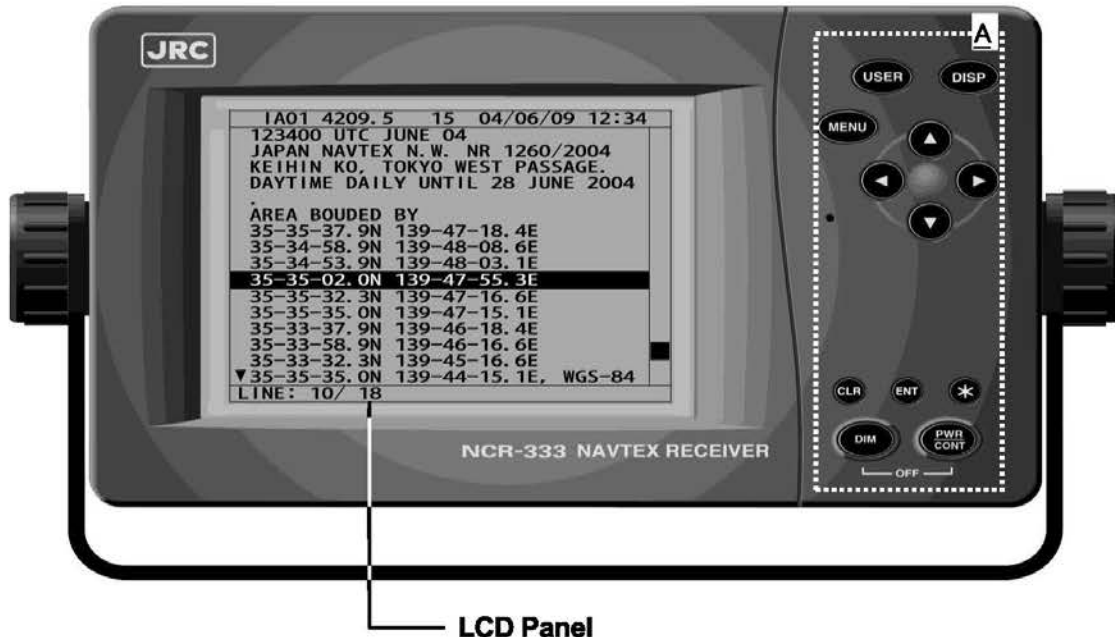 JRC
IA01 4209.5 15 04/06/09 12:34
123400 UTC JUNE 04
JAPAN NAVTEX N.W. NR 1260/2004
KEIHIN KO, TOKYO WEST PASSAGE.
DAYTIME DAILY UNTIL 28 JUNE 2004
.
AREA BOUDED BY
35-35-37.9N 139-47-18.4E
35-34-58.9N 139-48-08.6E
35-34-53.9N 139-48-03.1E
35-35-02.0N 139-47-55.3E
35-35-32.3N 139-47-16.6E
35-35-35.0N 139-47-15.1E
35-33-37.9N 139-46-18.4E
35-33-58.9N 139-46-16.6E
35-33-32.3N 139-45-16.6E
▼35-35-35.0N 139-44-15.1E, WGS-84
LINE: 10/ 18
NCR-333 NAVTEX RECEIVER
A
USER DISP
MENU
▲
◀ ▶
▼
CLR ENT *
DIM PWR
CONT
OFF
LCD Panel